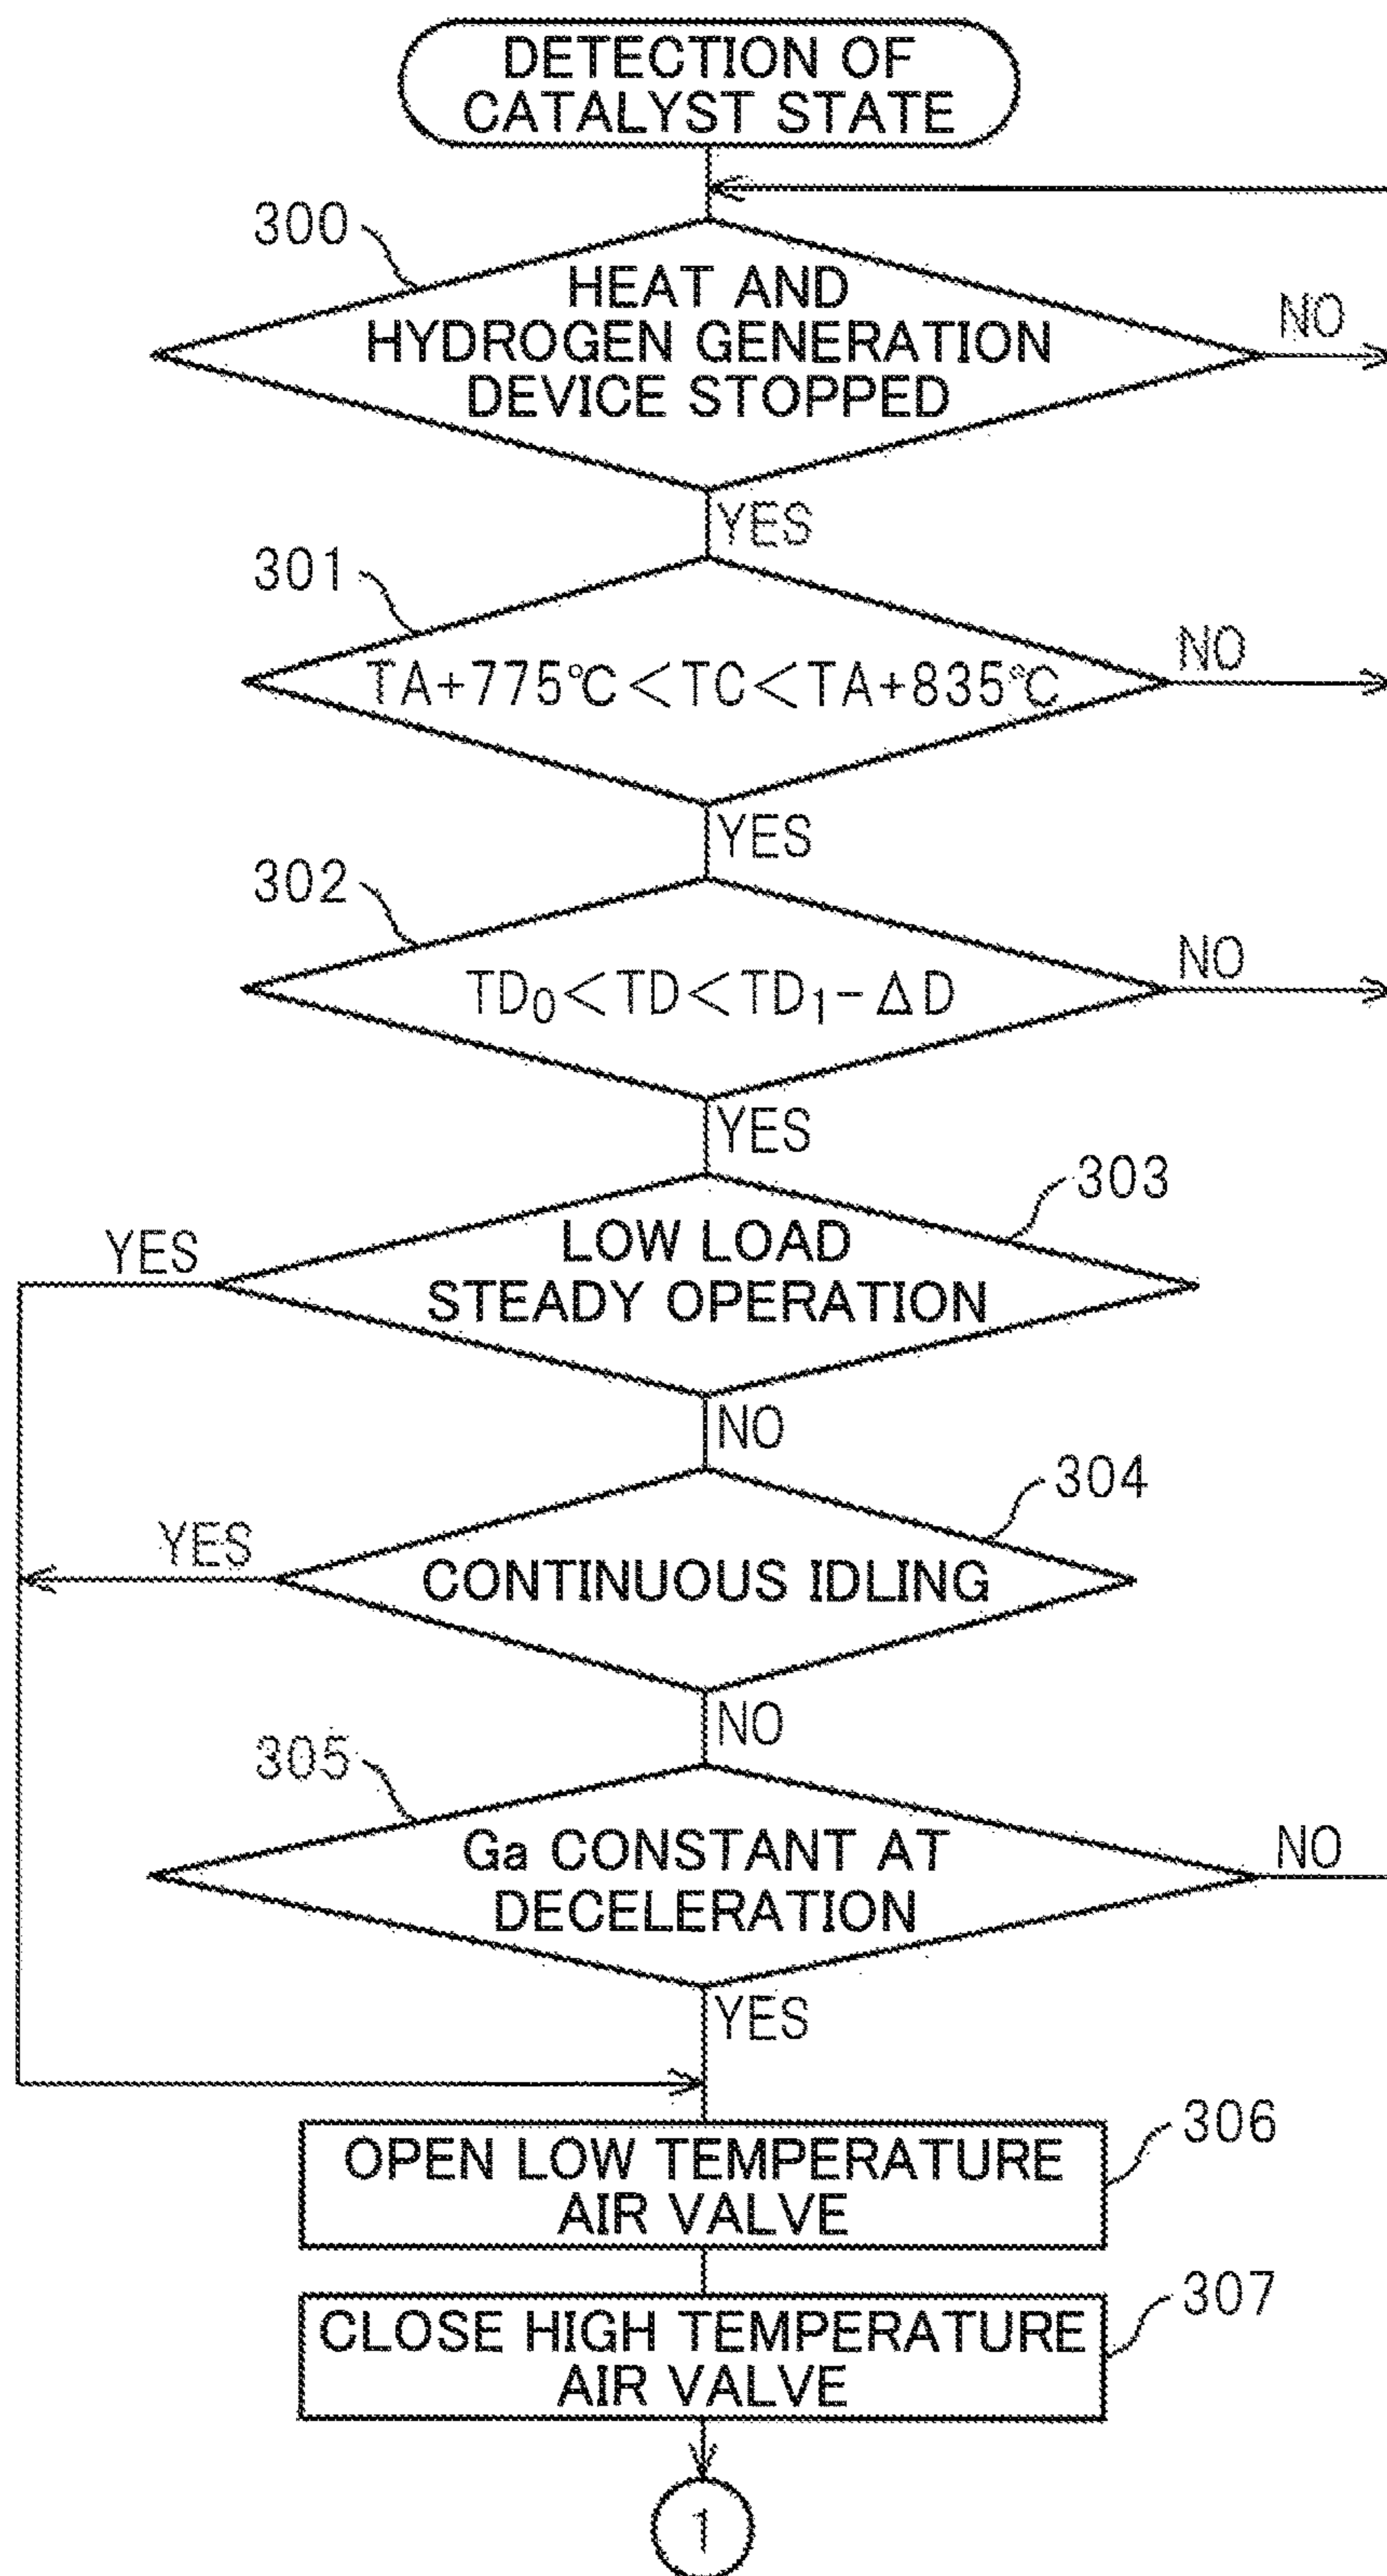 DETECTION OF
CATALYST STATE
300
HEAT AND
HYDROGEN GENERATION
DEVICE STOPPED
NO
YES
301
TA+775℃<TC<TA+835℃
NO
YES
302
TD₀<TD<TD₁-ΔD
NO
YES
303
LOW LOAD
STEADY OPERATION
YES
NO
304
CONTINUOUS IDLING
YES
NO
305
Ga CONSTANT AT
DECELERATION
NO
YES
306
OPEN LOW TEMPERATURE
AIR VALVE
307
CLOSE HIGH TEMPERATURE
AIR VALVE
1